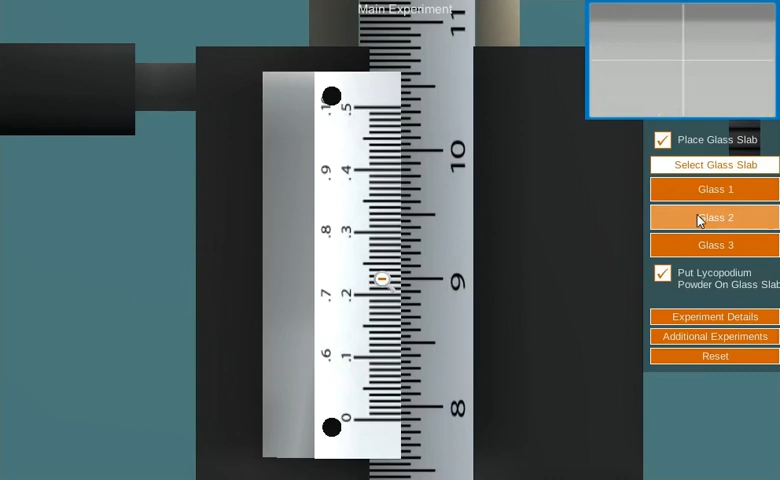 Main Experiment
11
10
9
8
.1
.9
.8
.7
.6
.5
.4
.3
.2
.1
0
Place Glass Slab
Select Glass Slab
Glass 1
Glass 2
Glass 3
Put Lycopodium
Powder On Glass Slab
Experiment Details
Additional Experiments
Reset